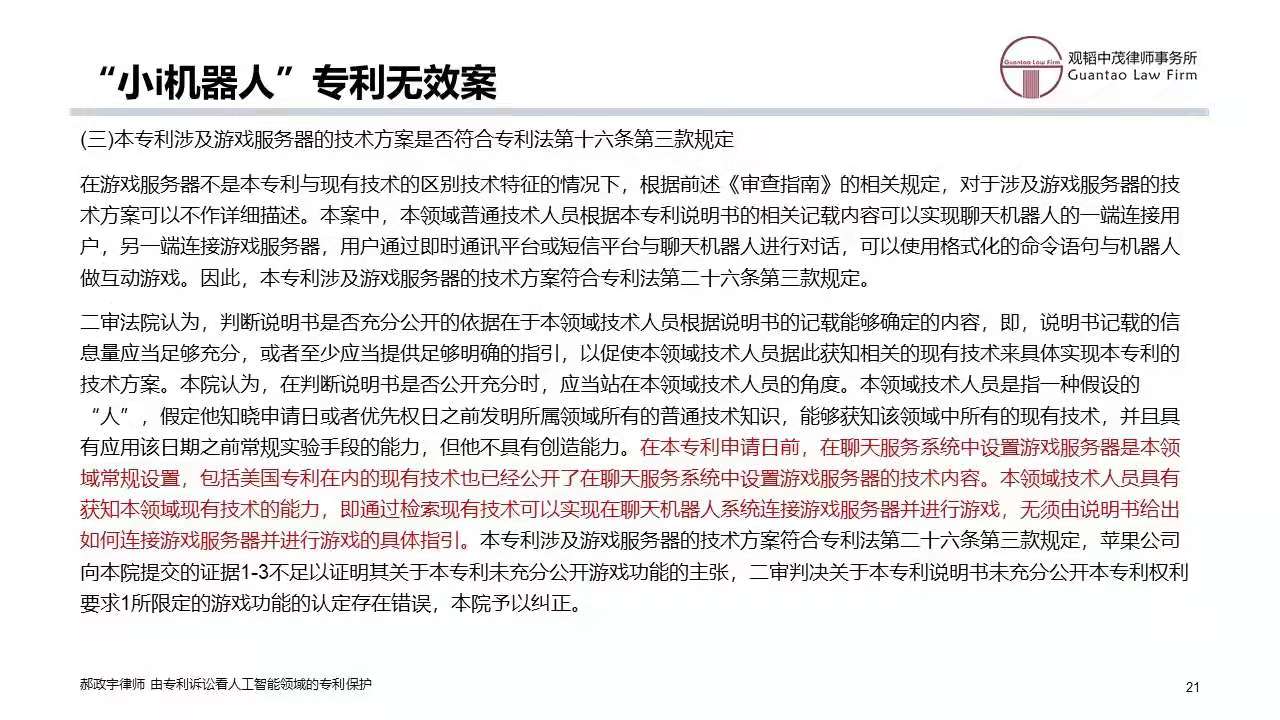 “小i机器人”专利无效案
观韬中茂律师事务所
Guantao Law Firm
Guantao Law Firm
(三)本专利涉及游戏服务器的技术方案是否符合专利法第十六条第三款规定
在游戏服务器不是本专利与现有技术的区别技术特征的情况下，根据前述《审查指南》的相关规定，对于涉及游戏服务器的技
术方案可以不作详细描述。本案中，本领域普通技术人员根据本专利说明书的相关记载内容可以实现聊天机器人的一端连接用
户，另一端连接游戏服务器，用户通过即时通讯平台或短信平台与聊天机器人进行对话，可以使用格式化的命令语句与机器人
做互动游戏。因此，本专利涉及游戏服务器的技术方案符合专利法第二十六条第三款规定。
二审法院认为，判断说明书是否充分公开的依据在于本领域技术人员根据说明书的记载能够确定的内容，即，说明书记载的信
息量应当足够充分，或者至少应当提供足够明确的指引，以促使本领域技术人员据此获知相关的现有技术来具体实现本专利的
技术方案。本院认为，在判断说明书是否公开充分时，应当站在本领域技术人员的角度。本领域技术人员是指一种假设的
“人”，假定他知晓申请日或者优先权日之前发明所属领域所有的普通技术知识，能够获知该领域中所有的现有技术，并且具
有应用该日期之前常规实验手段的能力，但他不具有创造能力。在本专利申请日前，在聊天服务系统中设置游戏服务器是本领
域常规设置，包括美国专利在内的现有技术也已经公开了在聊天服务系统中设置游戏服务器的技术内容。本领域技术人员具有
获知本领域现有技术的能力，即通过检索现有技术可以实现在聊天机器人系统连接游戏服务器并进行游戏，无须由说明书给出
如何连接游戏服务器并进行游戏的具体指引。本专利涉及游戏服务器的技术方案符合专利法第二十六条第三款规定，苹果公司
向本院提交的证据1-3不足以证明其关于本专利未充分公开游戏功能的主张，二审判决关于本专利说明书未充分公开本专利权利
要求1所限定的游戏功能的认定存在错误，本院予以纠正。
郝政宇律师 由专利诉讼看人工智能领域的专利保护
21